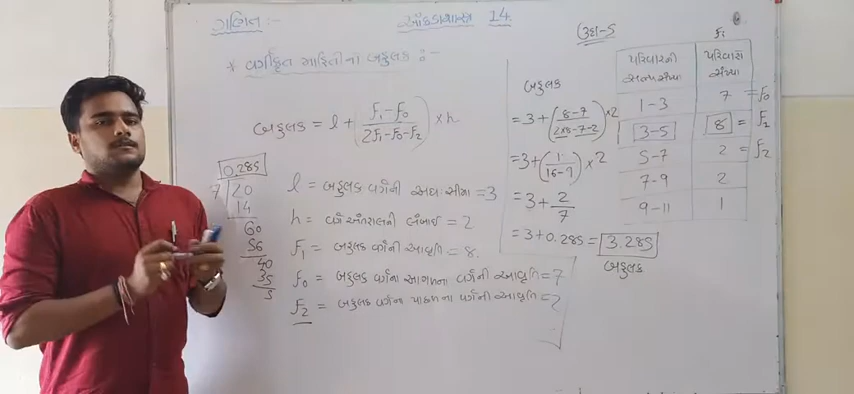 ગણિત :-
આંકડાશાસ્ત્ર 14.
* વર્ગીકૃત માહિતીનો બહુલક :-
બહુલક = l + (f₁-f₀ / 2f₁-f₀-f₂) × h.
0.285
7 20
14
60
56
40
35
5
l = બહુલક વર્ગની અધઃ સીમા = 3
h = વર્ગ અંતરાલની લંબાઈ = 2
f₁ = બહુલક વર્ગની આવૃત્તિ = 8.
f₀ = બહુલક વર્ગના આગળના વર્ગની આવૃત્તિ = 7
f₂ = બહુલક વર્ગના પાછળના વર્ગની આવૃત્તિ = 2
બહુલક
= 3 + (8-7 / 2×8-7-2) × 2
= 3 + (1 / 16-9) × 2
= 3 + 2/7
= 3 + 0.285 = 3.285
બહુલક
ઉદા-5
fi
પરિવારની સભ્યસંખ્યા પરિવારો સંખ્યા
1-3 7 = f₀
3-5 8 = f₁
5-7 2 = f₂
7-9 2
9-11 1